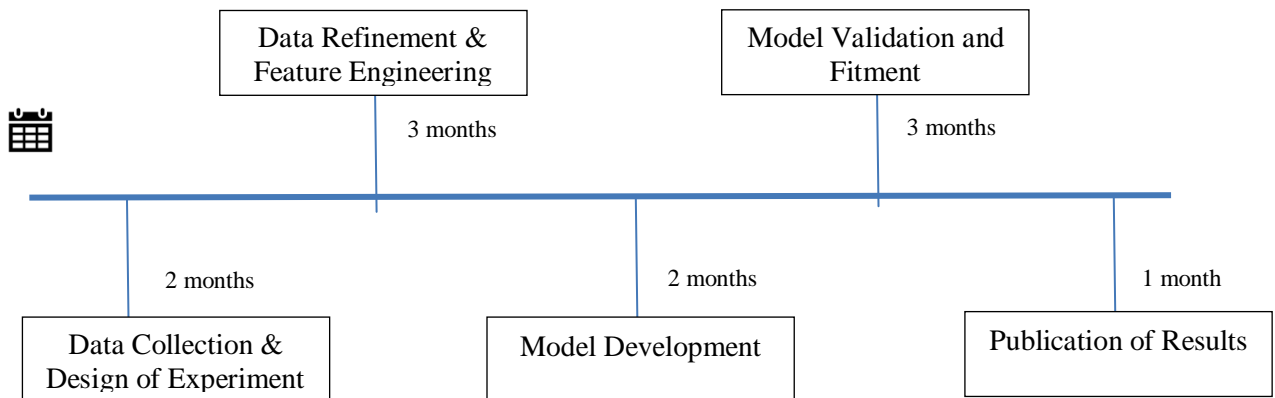 Data Refinement &
Feature Engineering
Model Validation and
Fitment
3 months
3 months
2 months
2 months
1 month
Data Collection &
Design of Experiment
Model Development
Publication of Results